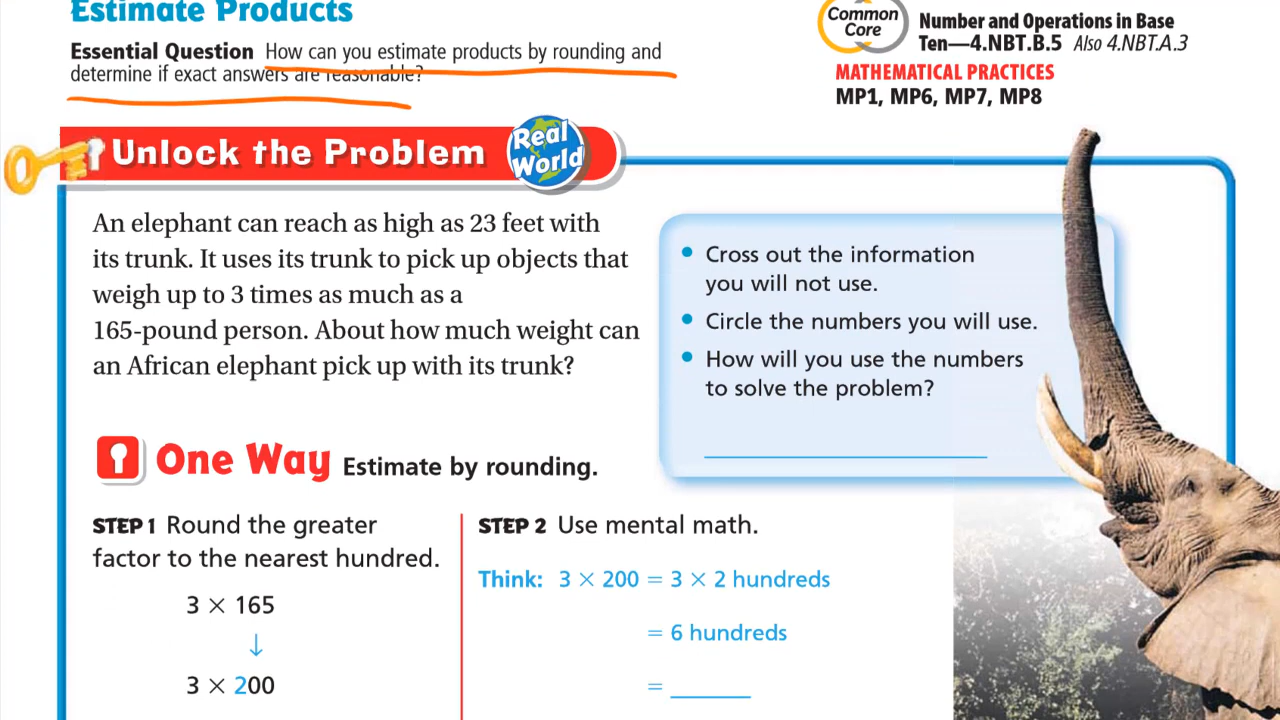 Estimate Products
Essential Question How can you estimate products by rounding and
determine if exact answers are reasonable?
Common
Core
Number and Operations in Base
Ten—4.NBT.B.5 Also 4.NBT.A.3
MATHEMATICAL PRACTICES
MP1, MP6, MP7, MP8
Unlock the Problem
Real
World
An elephant can reach as high as 23 feet with
its trunk. It uses its trunk to pick up objects that
weigh up to 3 times as much as a
165-pound person. About how much weight can
an African elephant pick up with its trunk?
• Cross out the information
you will not use.
• Circle the numbers you will use.
• How will you use the numbers
to solve the problem?
One Way Estimate by rounding.
STEP 1 Round the greater
factor to the nearest hundred.
3 × 165
↓
3 × 200
STEP 2 Use mental math.
Think: 3 × 200 = 3 × 2 hundreds
= 6 hundreds
= ______